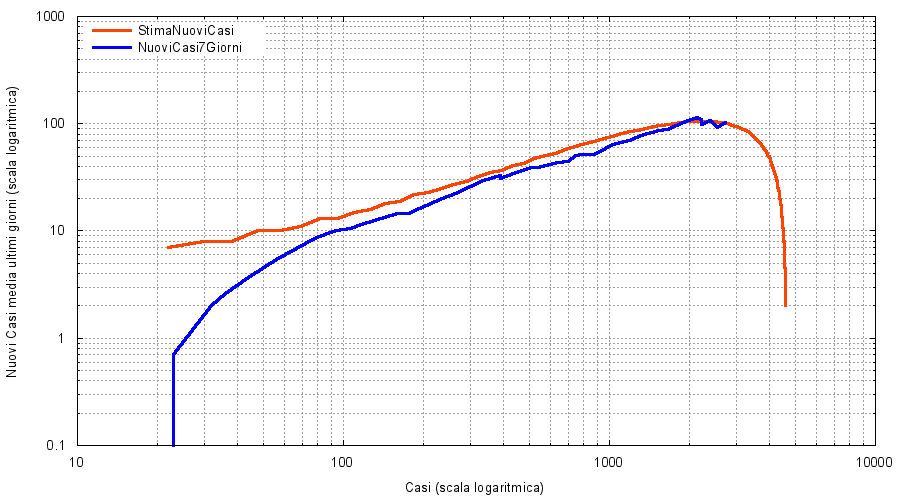 1000
StimaNuoviCasi
NuoviCasi7Giorni
100
10
1
0.1
Nuovi Casi media ultimi giorni (scala logaritmica)
10 100 1000 10000
Casi (scala logaritmica)